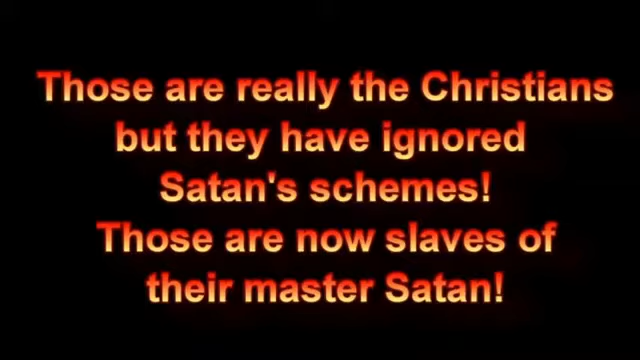 Those are really the Christians
but they have ignored
Satan's schemes!
Those are now slaves of
their master Satan!